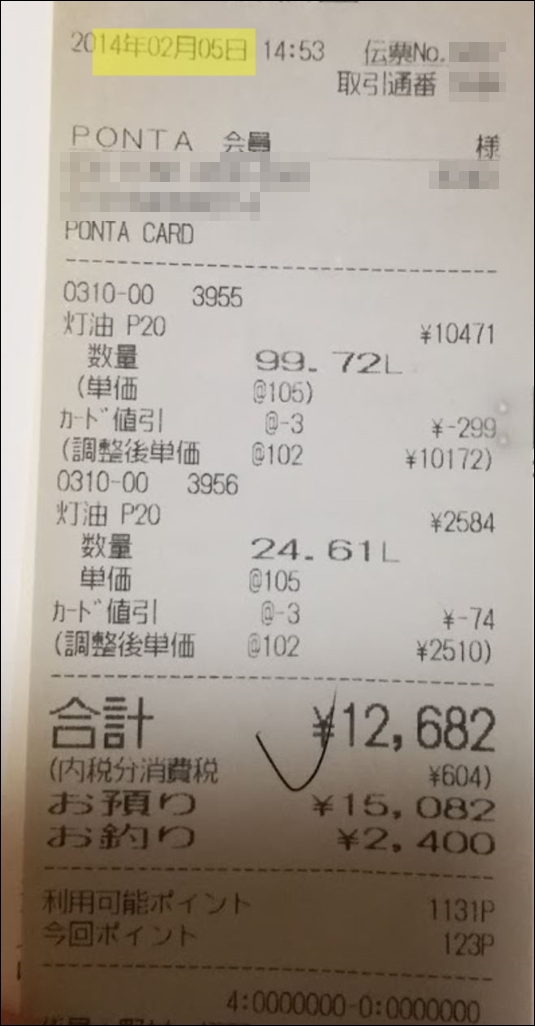 2014年02月05日 14:53 伝票No.
取引通番
PONTA 会員 様
PONTA CARD
0310-00 3955
灯油 P20 ¥10471
数量 99.72L
(単価 @105)
カード値引 @-3 ¥-299
(調整後単価 @102 ¥10172)
0310-00 3956
灯油 P20 ¥2584
数量 24.61L
単価 @105
カード値引 @-3 ¥-74
(調整後単価 @102 ¥2510)
合計 ¥12,682
(内税分消費税 ¥604)
お預り ¥15,082
お釣り ¥2,400
利用可能ポイント 1131P
今回ポイント 123P
4:0000000-0:0000000